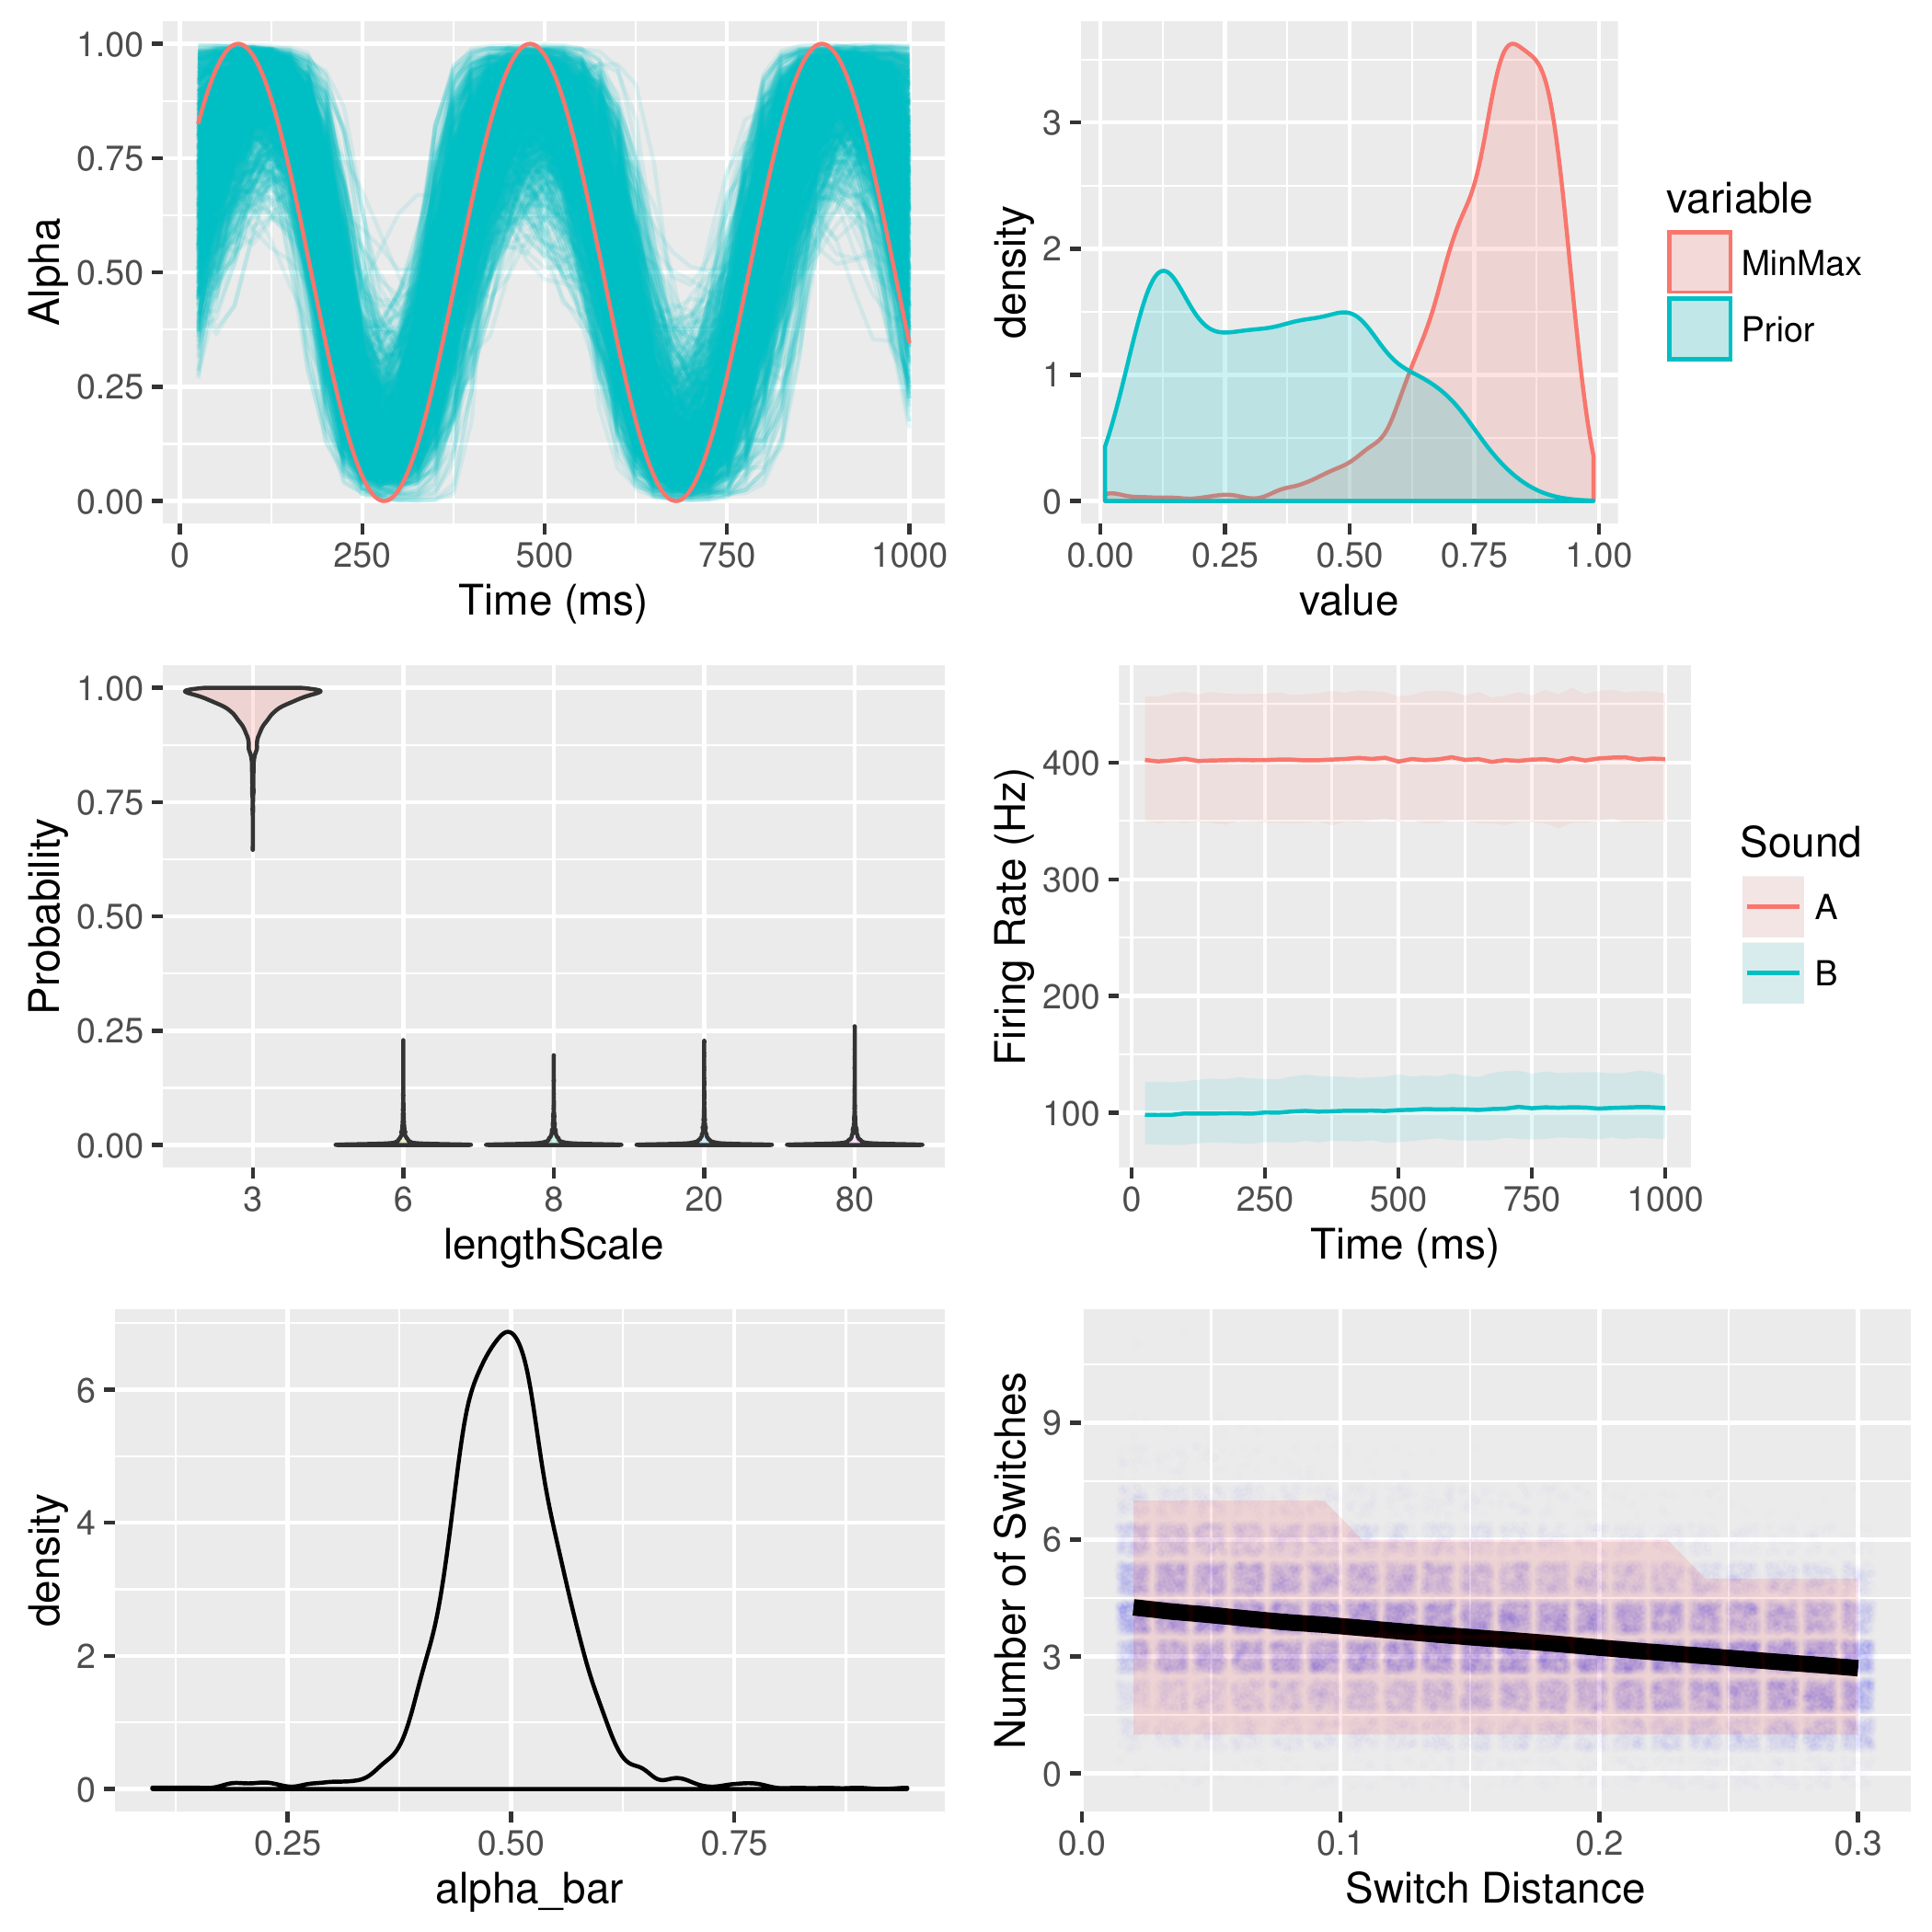 Alpha
1.00
0.75
0.50
0.25
0.00
0 250 500 750 1000
Time (ms)
density
3
2
1
0
0.00 0.25 0.50 0.75 1.00
value
variable
MinMax
Prior
Probability
1.00
0.75
0.50
0.25
0.00
3 6 8 20 80
lengthScale
Firing Rate (Hz)
400
300
200
100
0 250 500 750 1000
Time (ms)
Sound
A
B
density
6
4
2
0
0.25 0.50 0.75
alpha_bar
Number of Switches
9
6
3
0
0.0 0.1 0.2 0.3
Switch Distance